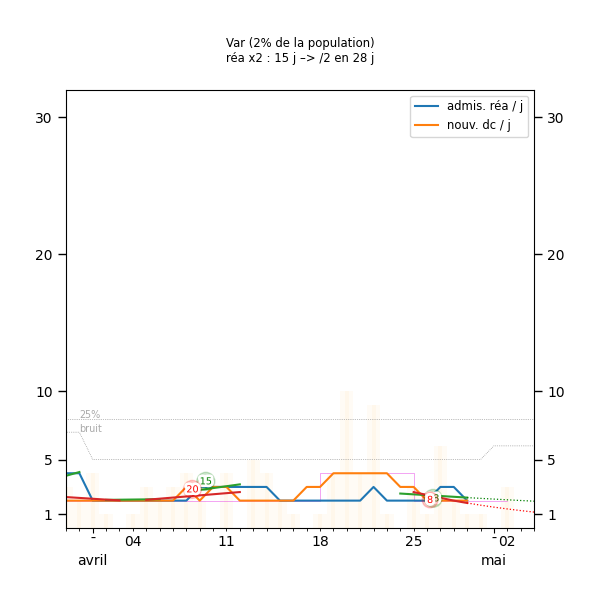 Var (2% de la population)
réa x2 : 15 j –> /2 en 28 j
admis. réa / j
nouv. dc / j
30 30
20 20
10 10
25%
bruit
5 5
15
20
8
1 1
04 11 18 25 02
avril mai